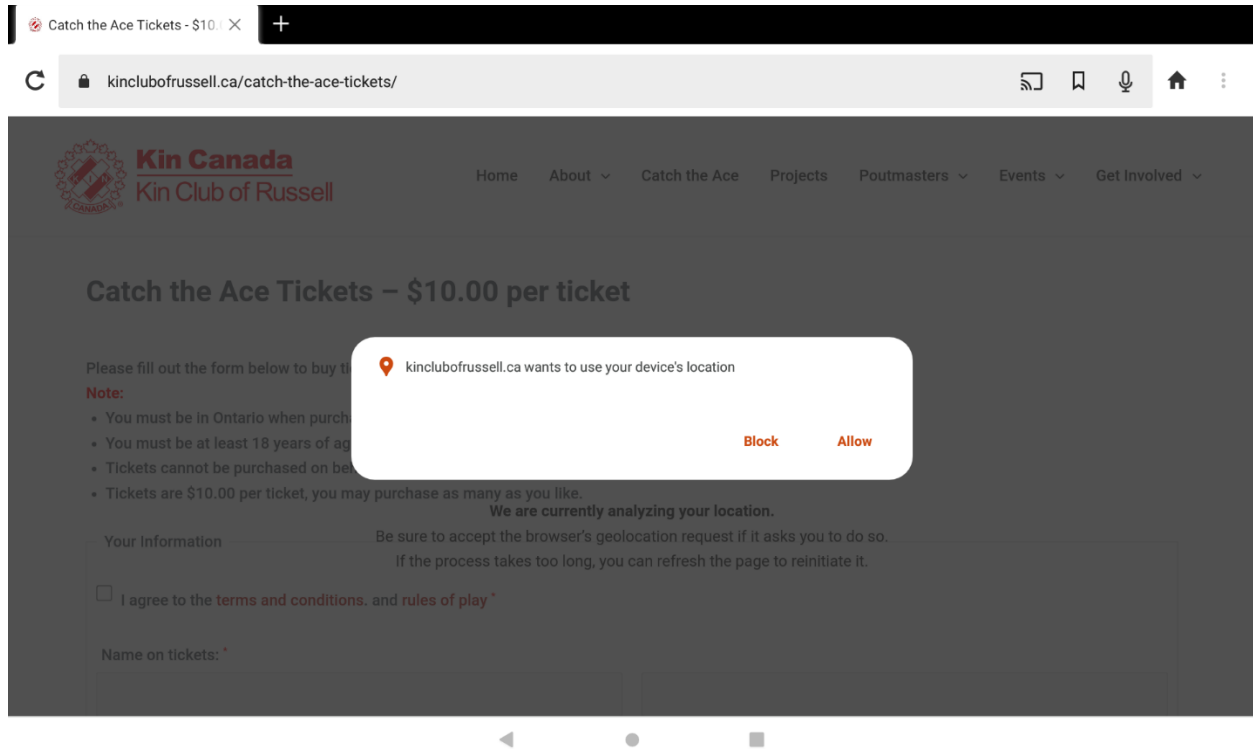 Catch the Ace Tickets - $10.
kinclubofrussell.ca/catch-the-ace-tickets/
KIN
CANADA
Kin Canada
Kin Club of Russell
Home About Catch the Ace Projects Poutmasters Events Get Involved
Catch the Ace Tickets – $10.00 per ticket
Please fill out the form below to buy ti
kinclubofrussell.ca wants to use your device's location
Note:
• You must be in Ontario when purch
• You must be at least 18 years of ag
Block Allow
• Tickets cannot be purchased on be
• Tickets are $10.00 per ticket, you may purchase as many as you like.
We are currently analyzing your location.
Be sure to accept the browser's geolocation request if it asks you to do so.
If the process takes too long, you can refresh the page to reinitiate it.
Your Information
I agree to the terms and conditions. and rules of play *
Name on tickets: *